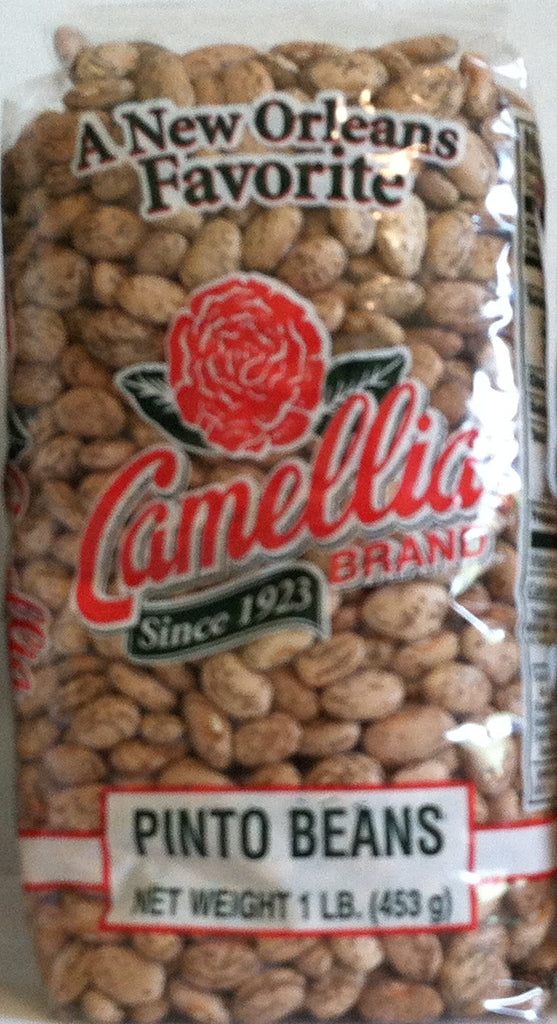 A New Orleans
Favorite
Camellia
BRAND
Since 1923
PINTO BEANS
NET WEIGHT 1 LB. (453 g)